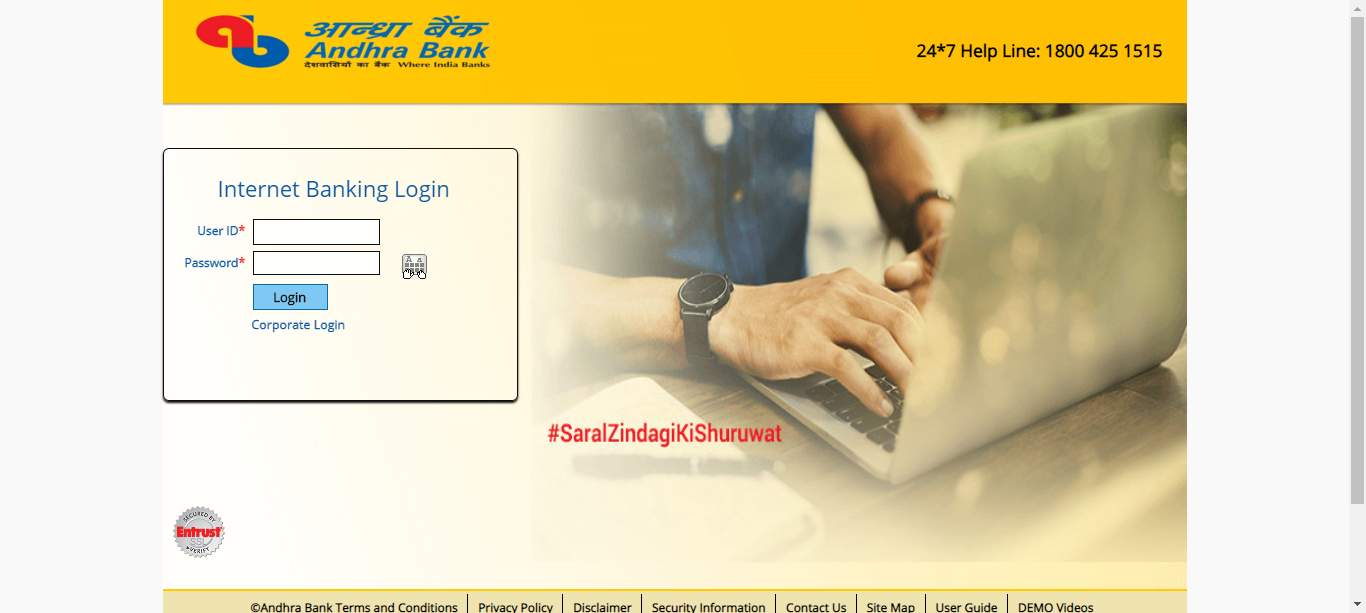 आन्ध्रा बैंक
Andhra Bank
देशवासियों का बैंक Where India Banks
24*7 Help Line: 1800 425 1515
Internet Banking Login
User ID*
Password*
A a
Login
Corporate Login
#SaralZindagiKiShuruwat
SECURED BY
Entrust
SSL
VERIFY
©Andhra Bank Terms and Conditions
Privacy Policy
Disclaimer
Security Information
Contact Us
Site Map
User Guide
DEMO Videos